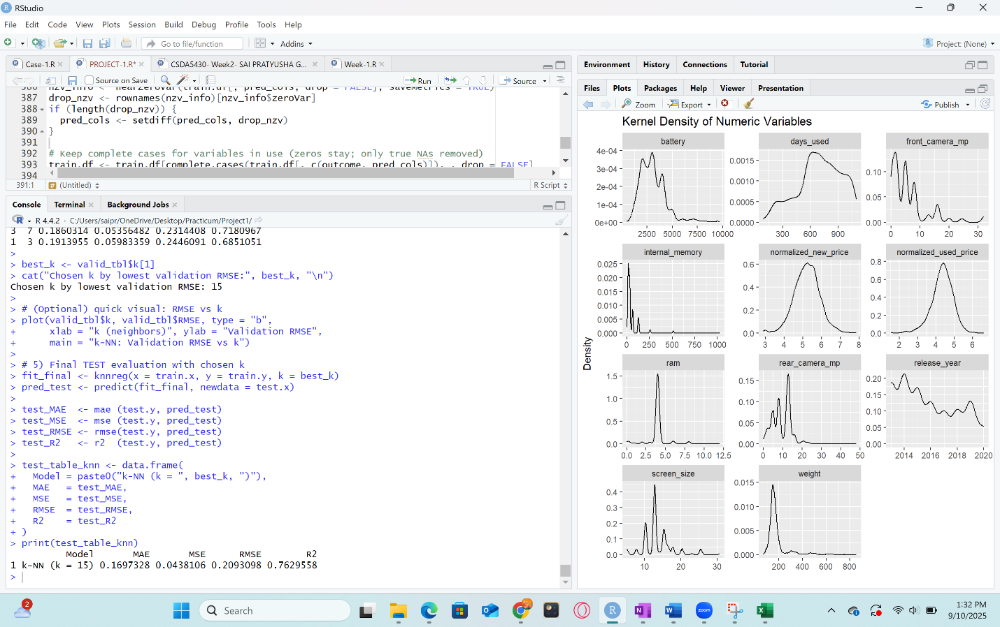 RStudio
File Edit Code View Plots Session Build Debug Profile Tools Help
Go to file/function Addins Project: (None)
Case-1.R PROJECT-1.R* CSDA5430- Week2- SAI PRATYUSHA G... Week-1.R
Source on Save Run Source
386 nzv_info <- nearZeroVar(train.df[, pred_cols, drop = FALSE], saveMetrics = TRUE)
387 drop_nzv <- rownames(nzv_info)[nzv_info$zeroVar]
388 if (length(drop_nzv)) {
389 pred_cols <- setdiff(pred_cols, drop_nzv)
390 }
391
392 # Keep complete cases for variables in use (zeros stay; only true NAs removed)
393 train.df <- train.df[complete.cases(train.df[, c(outcome, pred_cols)]), , drop = FALSE]
394
391:1 (Untitled) R Script
Console Terminal Background Jobs
R 4.4.2 · C:/Users/saipr/OneDrive/Desktop/Practicum/Project1/
3 7 0.1860314 0.05356482 0.2314408 0.7180967
1 3 0.1913955 0.05983359 0.2446091 0.6851051
>
> best_k <- valid_tbl$k[1]
> cat("Chosen k by lowest validation RMSE:", best_k, "\n")
Chosen k by lowest validation RMSE: 15
>
> # (Optional) quick visual: RMSE vs k
> plot(valid_tbl$k, valid_tbl$RMSE, type = "b",
+ xlab = "k (neighbors)", ylab = "Validation RMSE",
+ main = "k-NN: Validation RMSE vs k")
>
> # 5) Final TEST evaluation with chosen k
> fit_final <- knnreg(x = train.x, y = train.y, k = best_k)
> pred_test <- predict(fit_final, newdata = test.x)
>
> test_MAE <- mae (test.y, pred_test)
> test_MSE <- mse (test.y, pred_test)
> test_RMSE <- rmse(test.y, pred_test)
> test_R2 <- r2 (test.y, pred_test)
>
> test_table_knn <- data.frame(
+ Model = paste0("k-NN (k = ", best_k, ")"),
+ MAE = test_MAE,
+ MSE = test_MSE,
+ RMSE = test_RMSE,
+ R2 = test_R2
+ )
> print(test_table_knn)
Model MAE MSE RMSE R2
1 k-NN (k = 15) 0.1697328 0.0438106 0.2093098 0.7629558
>
Environment History Connections Tutorial
Files Plots Packages Help Viewer Presentation
Zoom Export Publish
Kernel Density of Numeric Variables
Density
battery
4e-04
3e-04
2e-04
1e-04
0e+00
2500 5000 7500 10000
days_used
0.0015
0.0010
0.0005
0.0000
300 600 900
front_camera_mp
0.10
0.05
0.00
0 10 20 30
internal_memory
0.025
0.020
0.015
0.010
0.005
0.000
0 250 500 750 1000
normalized_new_price
0.6
0.4
0.2
0.0
3 4 5 6 7 8
normalized_used_price
0.8
0.6
0.4
0.2
0.0
2 3 4 5 6
ram
1.5
1.0
0.5
0.0
0.0 2.5 5.0 7.5 10.0 12.5
rear_camera_mp
0.15
0.10
0.05
0.00
0 10 20 30 40 50
release_year
0.20
0.15
0.10
0.05
0.00
2014 2016 2018 2020
screen_size
0.4
0.3
0.2
0.1
0.0
10 20 30
weight
0.015
0.010
0.005
0.000
200 400 600 800
2
Search
zoom
1:32 PM
9/10/2025